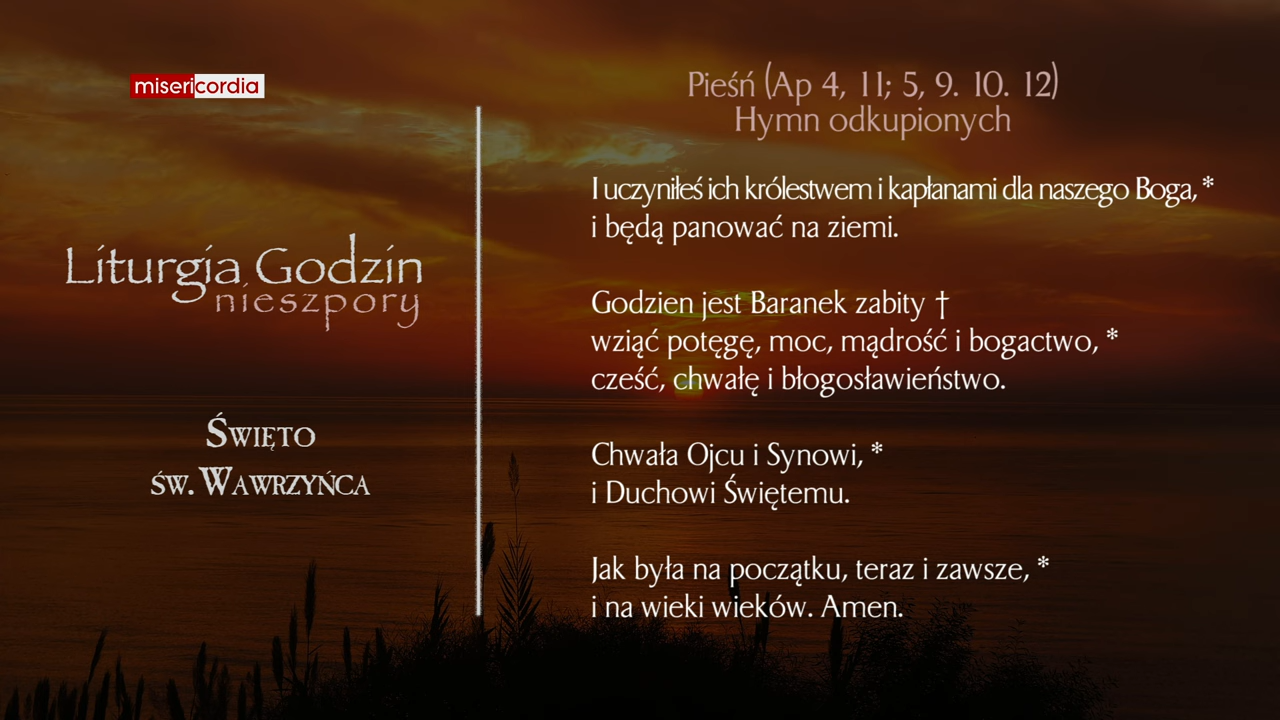 misericordia
Liturgia Godzin
nieszpory
Święto
św. Wawrzyńca
Pieśń (Ap 4, 11; 5, 9. 10. 12)
Hymn odkupionych
I uczyniłeś ich królestwem i kapłanami dla naszego Boga, *
i będą panować na ziemi.
Godzien jest Baranek zabity †
wziąć potęgę, moc, mądrość i bogactwo, *
cześć, chwałę i błogosławieństwo.
Chwała Ojcu i Synowi, *
i Duchowi Świętemu.
Jak była na początku, teraz i zawsze, *
i na wieki wieków. Amen.